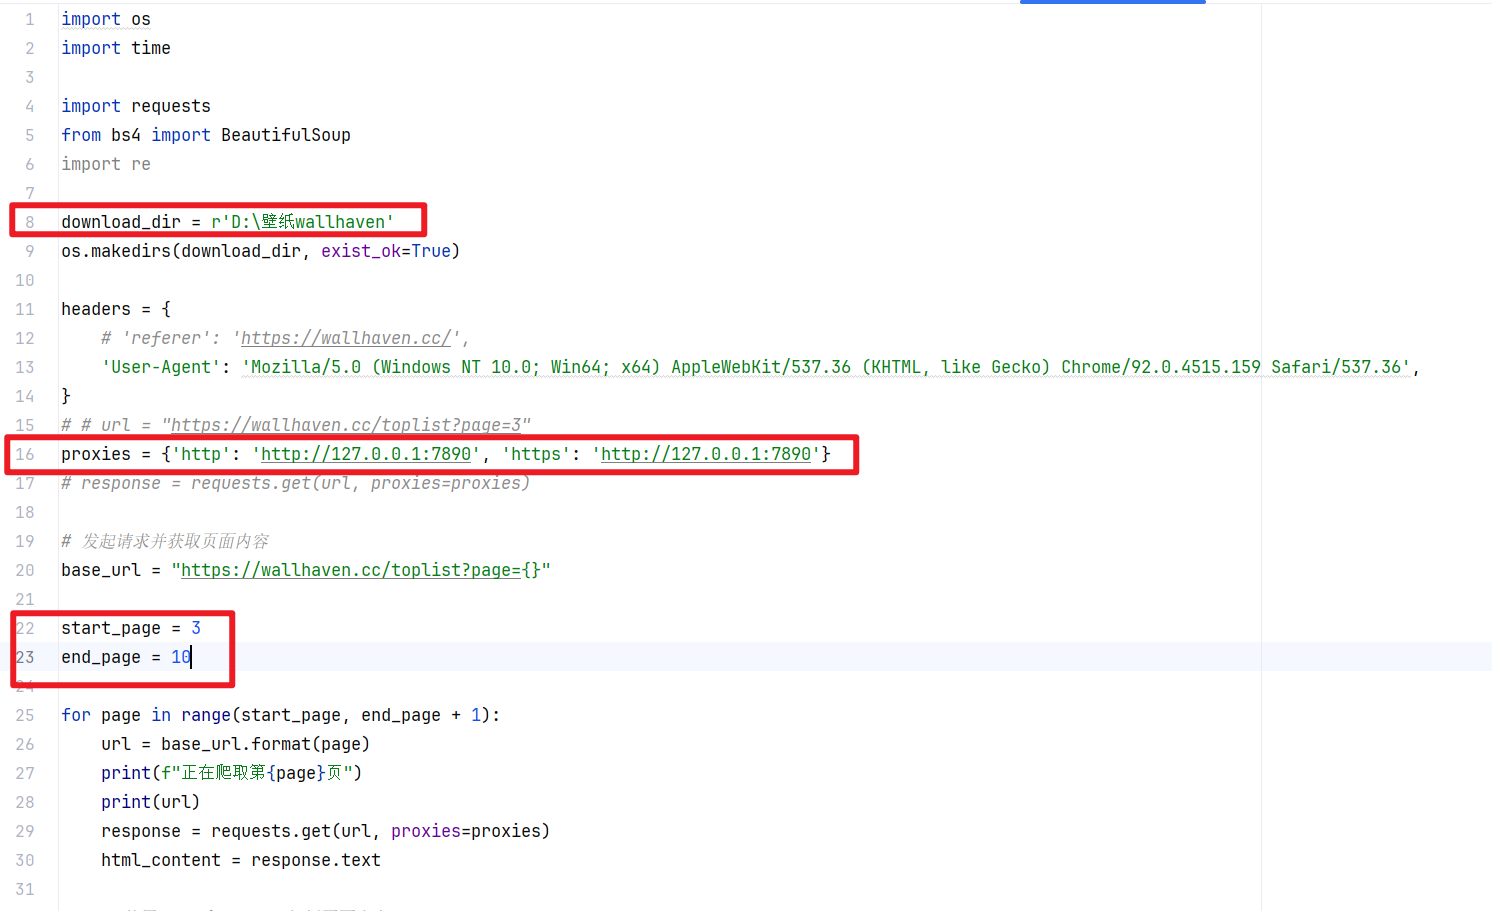 1 import os
2 import time
3
4 import requests
5 from bs4 import BeautifulSoup
6 import re
7
8 download_dir = r'D:\壁纸wallhaven'
9 os.makedirs(download_dir, exist_ok=True)
10
11 headers = {
12     # 'referer': 'https://wallhaven.cc/',
13     'User-Agent': 'Mozilla/5.0 (Windows NT 10.0; Win64; x64) AppleWebKit/537.36 (KHTML, like Gecko) Chrome/92.0.4515.159 Safari/537.36',
14 }
15 # # url = "https://wallhaven.cc/toplist?page=3"
16 proxies = {'http': 'http://127.0.0.1:7890', 'https': 'http://127.0.0.1:7890'}
17 # response = requests.get(url, proxies=proxies)
18
19 # 发起请求并获取页面内容
20 base_url = "https://wallhaven.cc/toplist?page={}"
21
22 start_page = 3
23 end_page = 10
24
25 for page in range(start_page, end_page + 1):
26     url = base_url.format(page)
27     print(f"正在爬取第{page}页")
28     print(url)
29     response = requests.get(url, proxies=proxies)
30     html_content = response.text
31